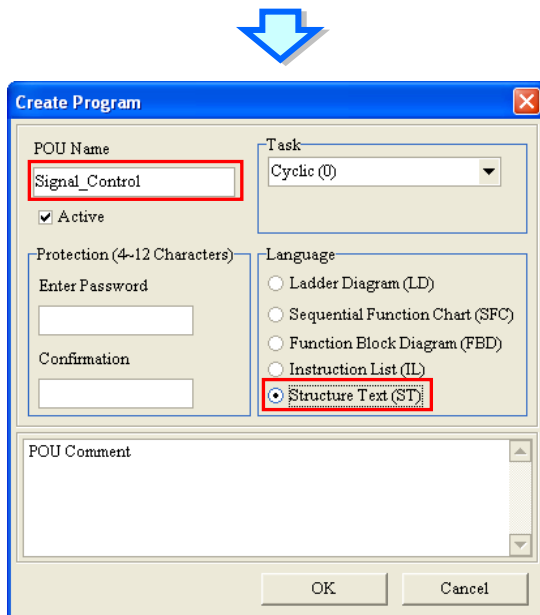 Create Program
POU Name
Signal_Control
Active
Task
Cyclic (0)
Protection (4~12 Characters)
Enter Password
Confirmation
Language
Ladder Diagram (LD)
Sequential Function Chart (SFC)
Function Block Diagram (FBD)
Instruction List (IL)
Structure Text (ST)
POU Comment
OK
Cancel